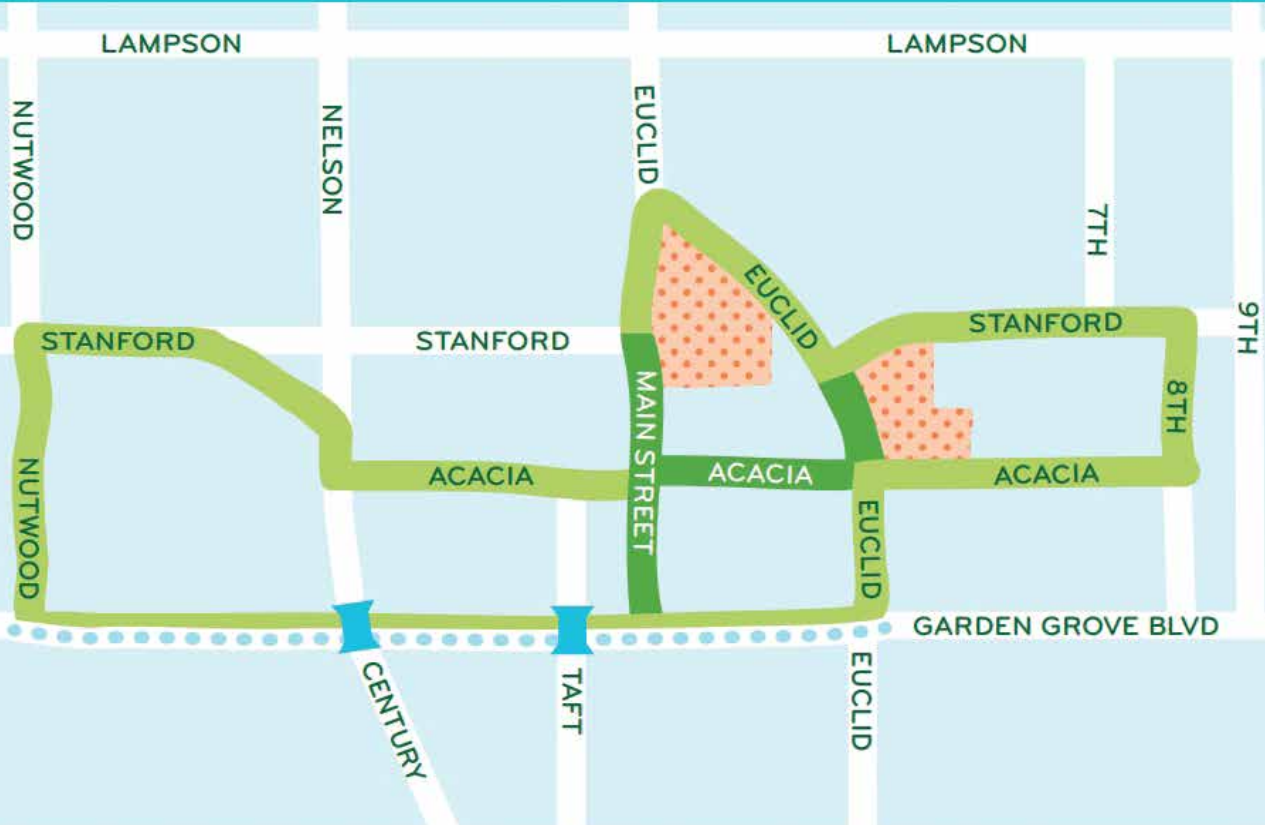 LAMPSON
LAMPSON
NUTWOOD
NELSON
EUCLID
7TH
EUCLID
9TH
STANFORD
STANFORD
STANFORD
8TH
MAIN STREET
ACACIA
ACACIA
ACACIA
NUTWOOD
EUCLID
GARDEN GROVE BLVD
CENTURY
TAFT
EUCLID